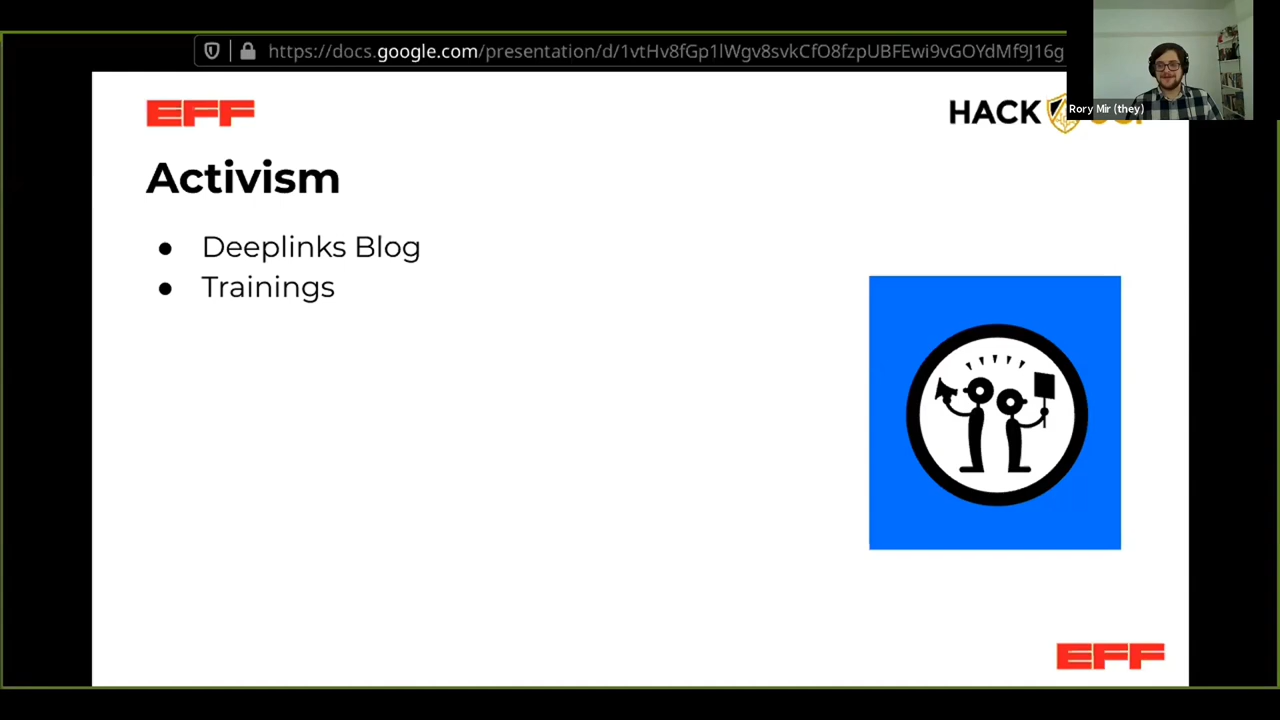 https://docs.google.com/presentation/d/1vtHv8fGp1lWgv8svkCfO8fzpUBFEwi9vGOYdMf9J16g
Rory Mir (they)
EFF
HACK
Activism
● Deeplinks Blog
● Trainings
EFF